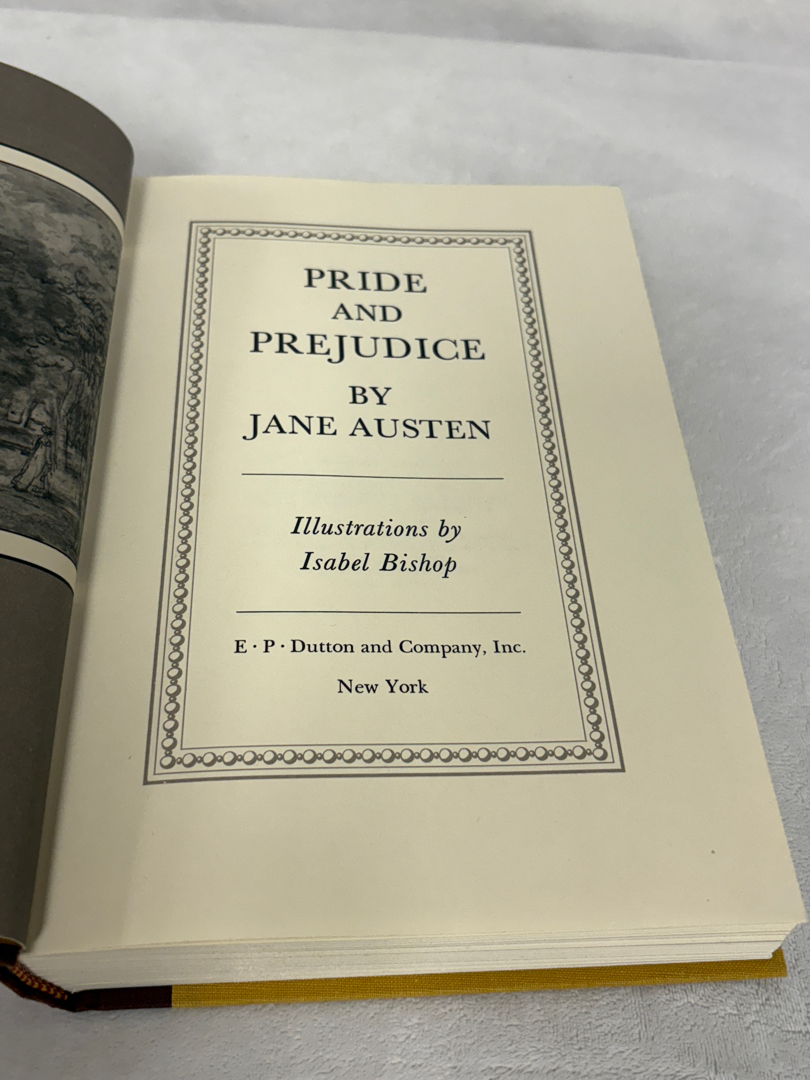 PRIDE
AND
PREJUDICE
BY
JANE AUSTEN
Illustrations by
Isabel Bishop
E · P · Dutton and Company, Inc.
New York